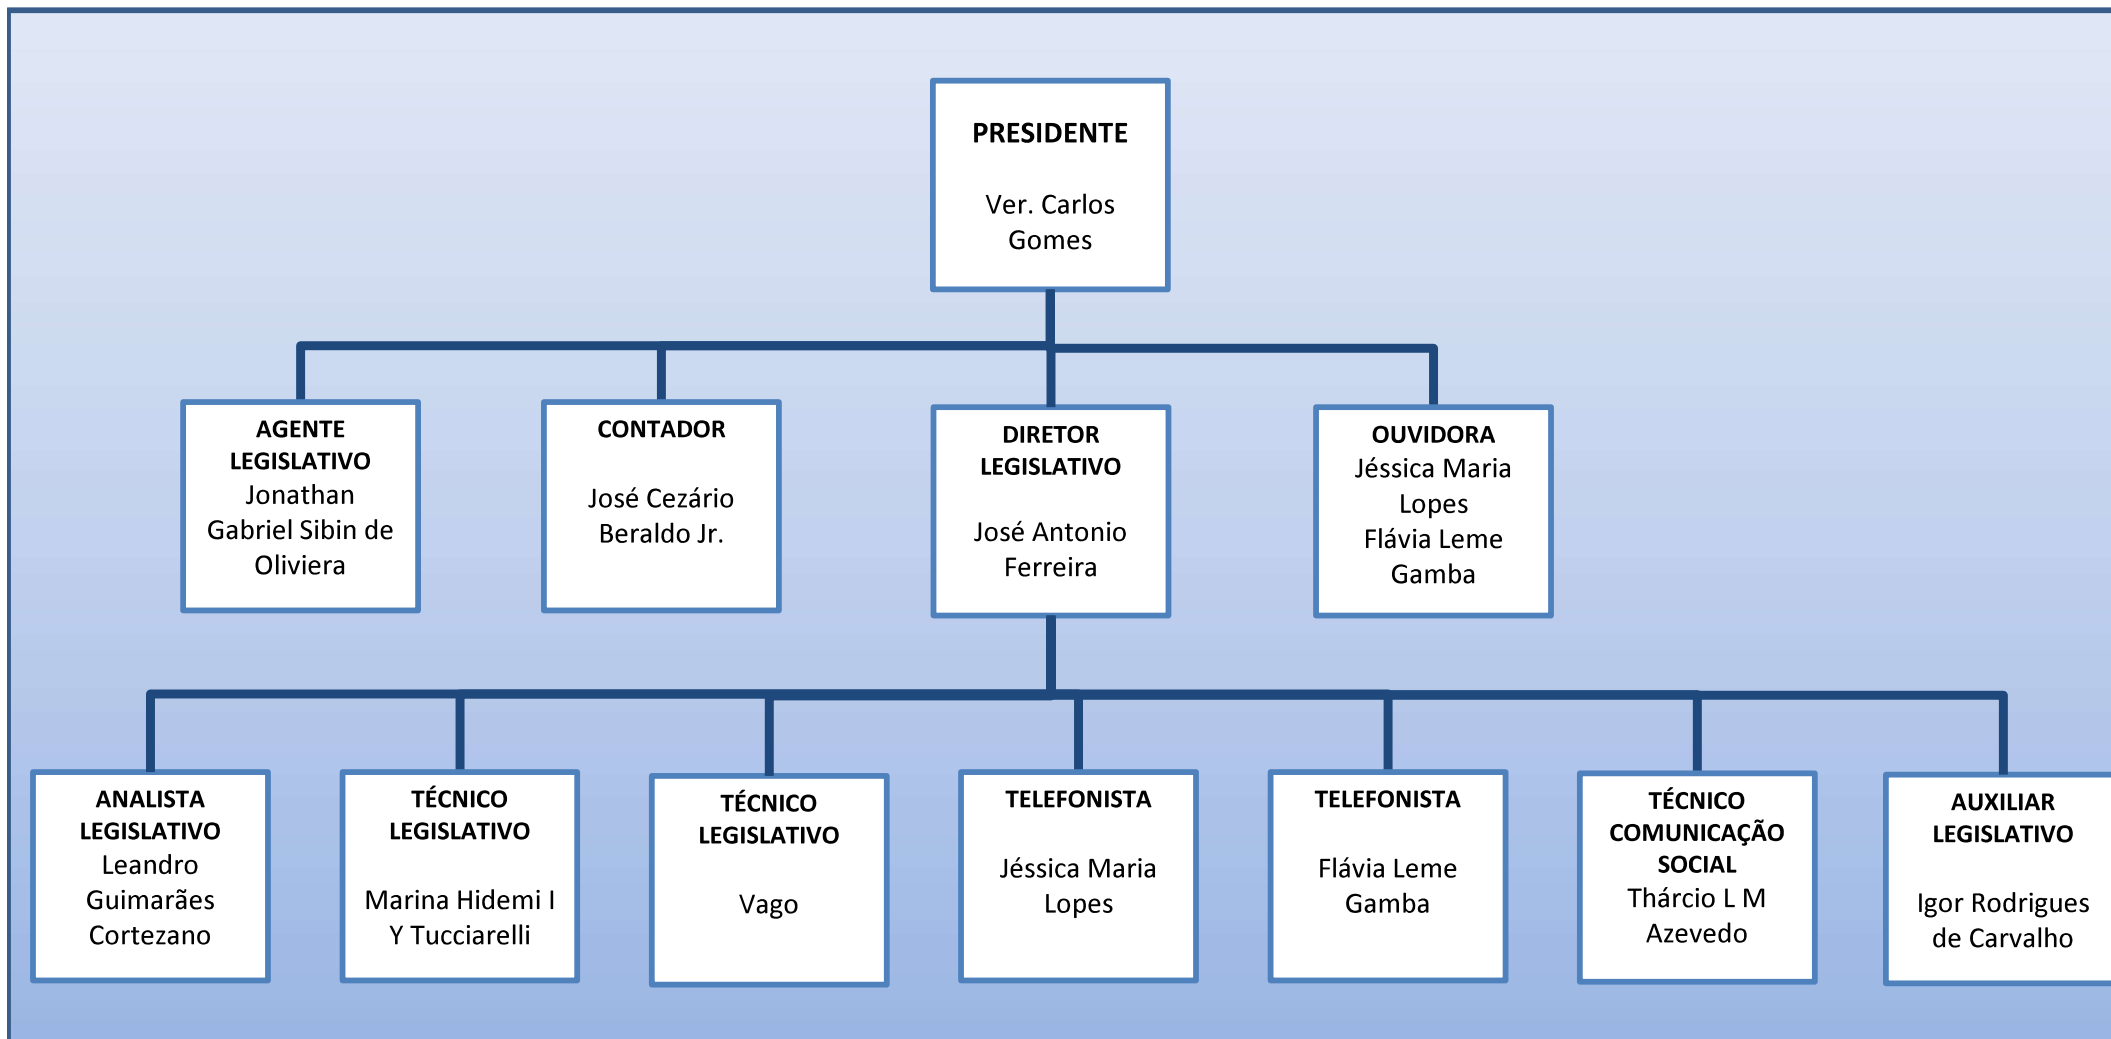 PRESIDENTE
Ver. Carlos
Gomes
AGENTE
LEGISLATIVO
Jonathan
Gabriel Sibin de
Oliviera
CONTADOR
José Cezário
Beraldo Jr.
DIRETOR
LEGISLATIVO
José Antonio
Ferreira
OUVIDORA
Jéssica Maria
Lopes
Flávia Leme
Gamba
ANALISTA
LEGISLATIVO
Leandro
Guimarães
Cortezano
TÉCNICO
LEGISLATIVO
Marina Hidemi I
Y Tucciarelli
TÉCNICO
LEGISLATIVO
Vago
TELEFONISTA
Jéssica Maria
Lopes
TELEFONISTA
Flávia Leme
Gamba
TÉCNICO
COMUNICAÇÃO
SOCIAL
Thárcio L M
Azevedo
AUXILIAR
LEGISLATIVO
Igor Rodrigues
de Carvalho